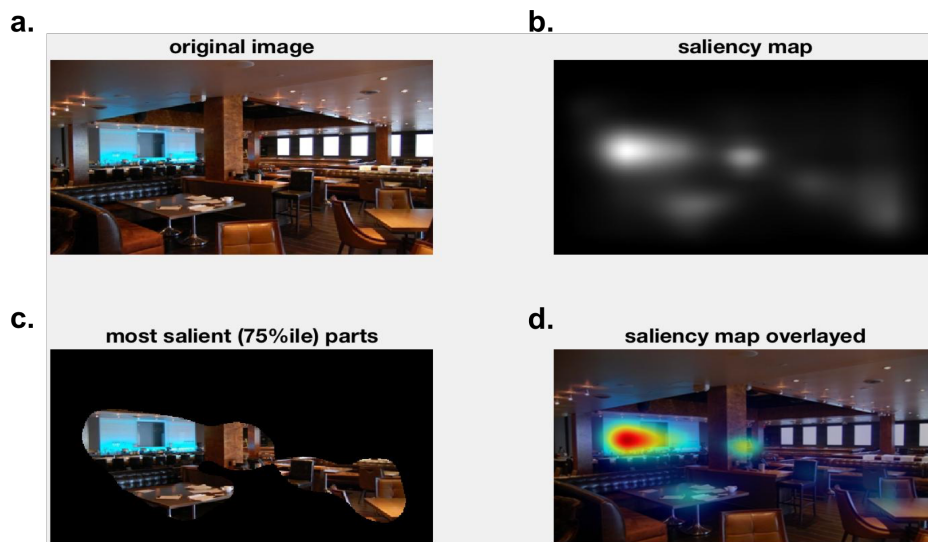 a.
original image
b.
saliency map
c.
most salient (75%ile) parts
d.
saliency map overlayed